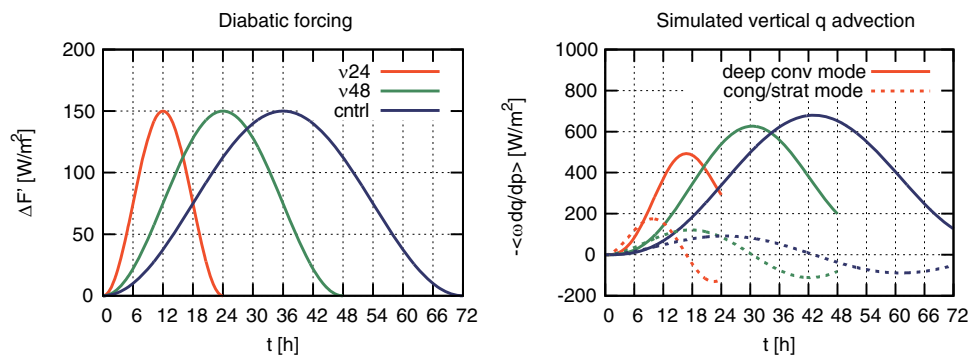 Diabatic forcing
200
150
100
50
0
ΔF' [W/m²]
ν24
ν48
cntrl
0 6 12 18 24 30 36 42 48 54 60 66 72
t [h]
Simulated vertical q advection
1000
800
600
400
200
0
-200
-<ωdq/dp> [W/m²]
deep conv mode
cong/strat mode
0 6 12 18 24 30 36 42 48 54 60 66 72
t [h]